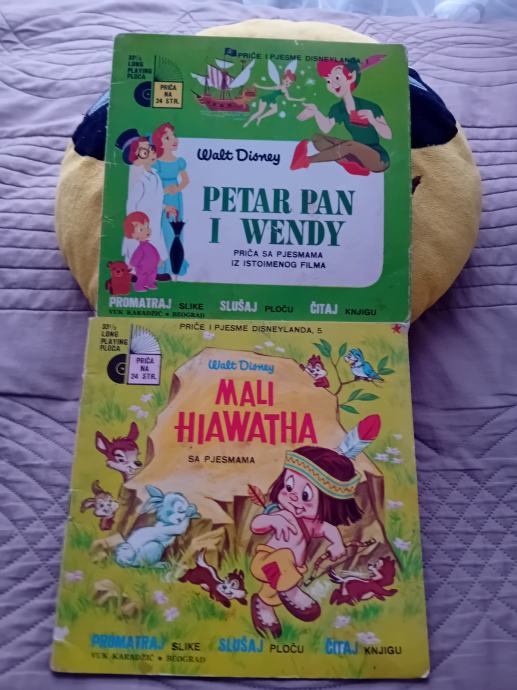 33⅓
LONG
PLAYING
PLOČA
PRIČA
NA
24 STR.
PRIČE I PJESME DISNEYLANDA, 1
Walt Disney
PETAR PAN
I WENDY
PRIČA SA PJESMAMA
IZ ISTOIMENOG FILMA
PROMATRAJ SLIKE SLUŠAJ PLOČU ČITAJ KNJIGU
VUK KARADŽIĆ • BEOGRAD
33⅓
LONG
PLAYING
PLOČA
PRIČA
NA
24 STR.
PRIČE I PJESME DISNEYLANDA, 5
Walt Disney
MALI
HIAWATHA
SA PJESMAMA
PROMATRAJ SLIKE SLUŠAJ PLOČU ČITAJ KNJIGU
VUK KARADŽIĆ • BEOGRAD